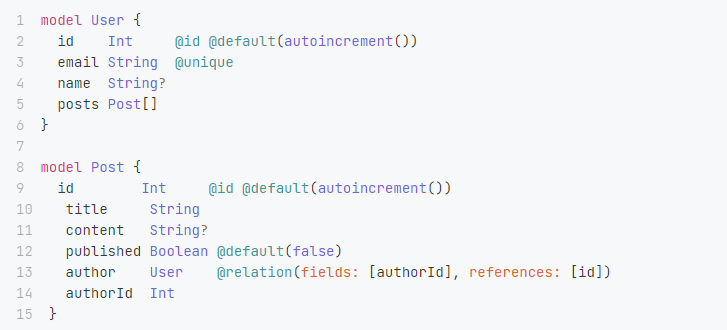 1 model User {
2   id    Int     @id @default(autoincrement())
3   email String  @unique
4   name  String?
5   posts Post[]
6 }
7
8 model Post {
9   id        Int     @id @default(autoincrement())
10   title     String
11   content   String?
12   published Boolean @default(false)
13   author    User    @relation(fields: [authorId], references: [id])
14   authorId  Int
15 }